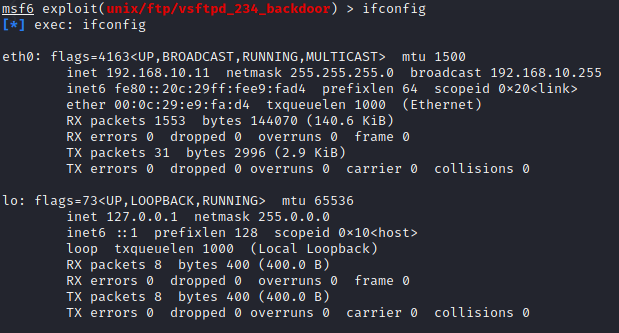 msf6 exploit(unix/ftp/vsftpd_234_backdoor) > ifconfig
[*] exec: ifconfig
eth0: flags=4163<UP,BROADCAST,RUNNING,MULTICAST>  mtu 1500
        inet 192.168.10.11  netmask 255.255.255.0  broadcast 192.168.10.255
        inet6 fe80::20c:29ff:fee9:fad4  prefixlen 64  scopeid 0×20<link>
        ether 00:0c:29:e9:fa:d4  txqueuelen 1000  (Ethernet)
        RX packets 1553  bytes 144070 (140.6 KiB)
        RX errors 0  dropped 0  overruns 0  frame 0
        TX packets 31  bytes 2996 (2.9 KiB)
        TX errors 0  dropped 0 overruns 0  carrier 0  collisions 0
lo: flags=73<UP,LOOPBACK,RUNNING>  mtu 65536
        inet 127.0.0.1  netmask 255.0.0.0
        inet6 ::1  prefixlen 128  scopeid 0×10<host>
        loop  txqueuelen 1000  (Local Loopback)
        RX packets 8  bytes 400 (400.0 B)
        RX errors 0  dropped 0  overruns 0  frame 0
        TX packets 8  bytes 400 (400.0 B)
        TX errors 0  dropped 0 overruns 0  carrier 0  collisions 0